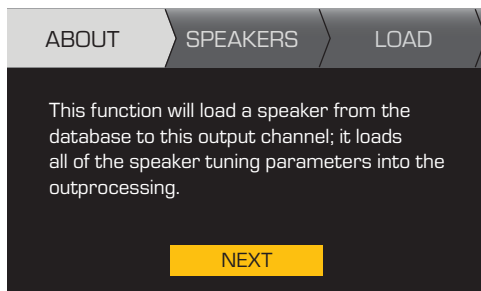 ABOUT SPEAKERS LOAD
This function will load a speaker from the
database to this output channel; it loads
all of the speaker tuning parameters into the
outprocessing.
NEXT